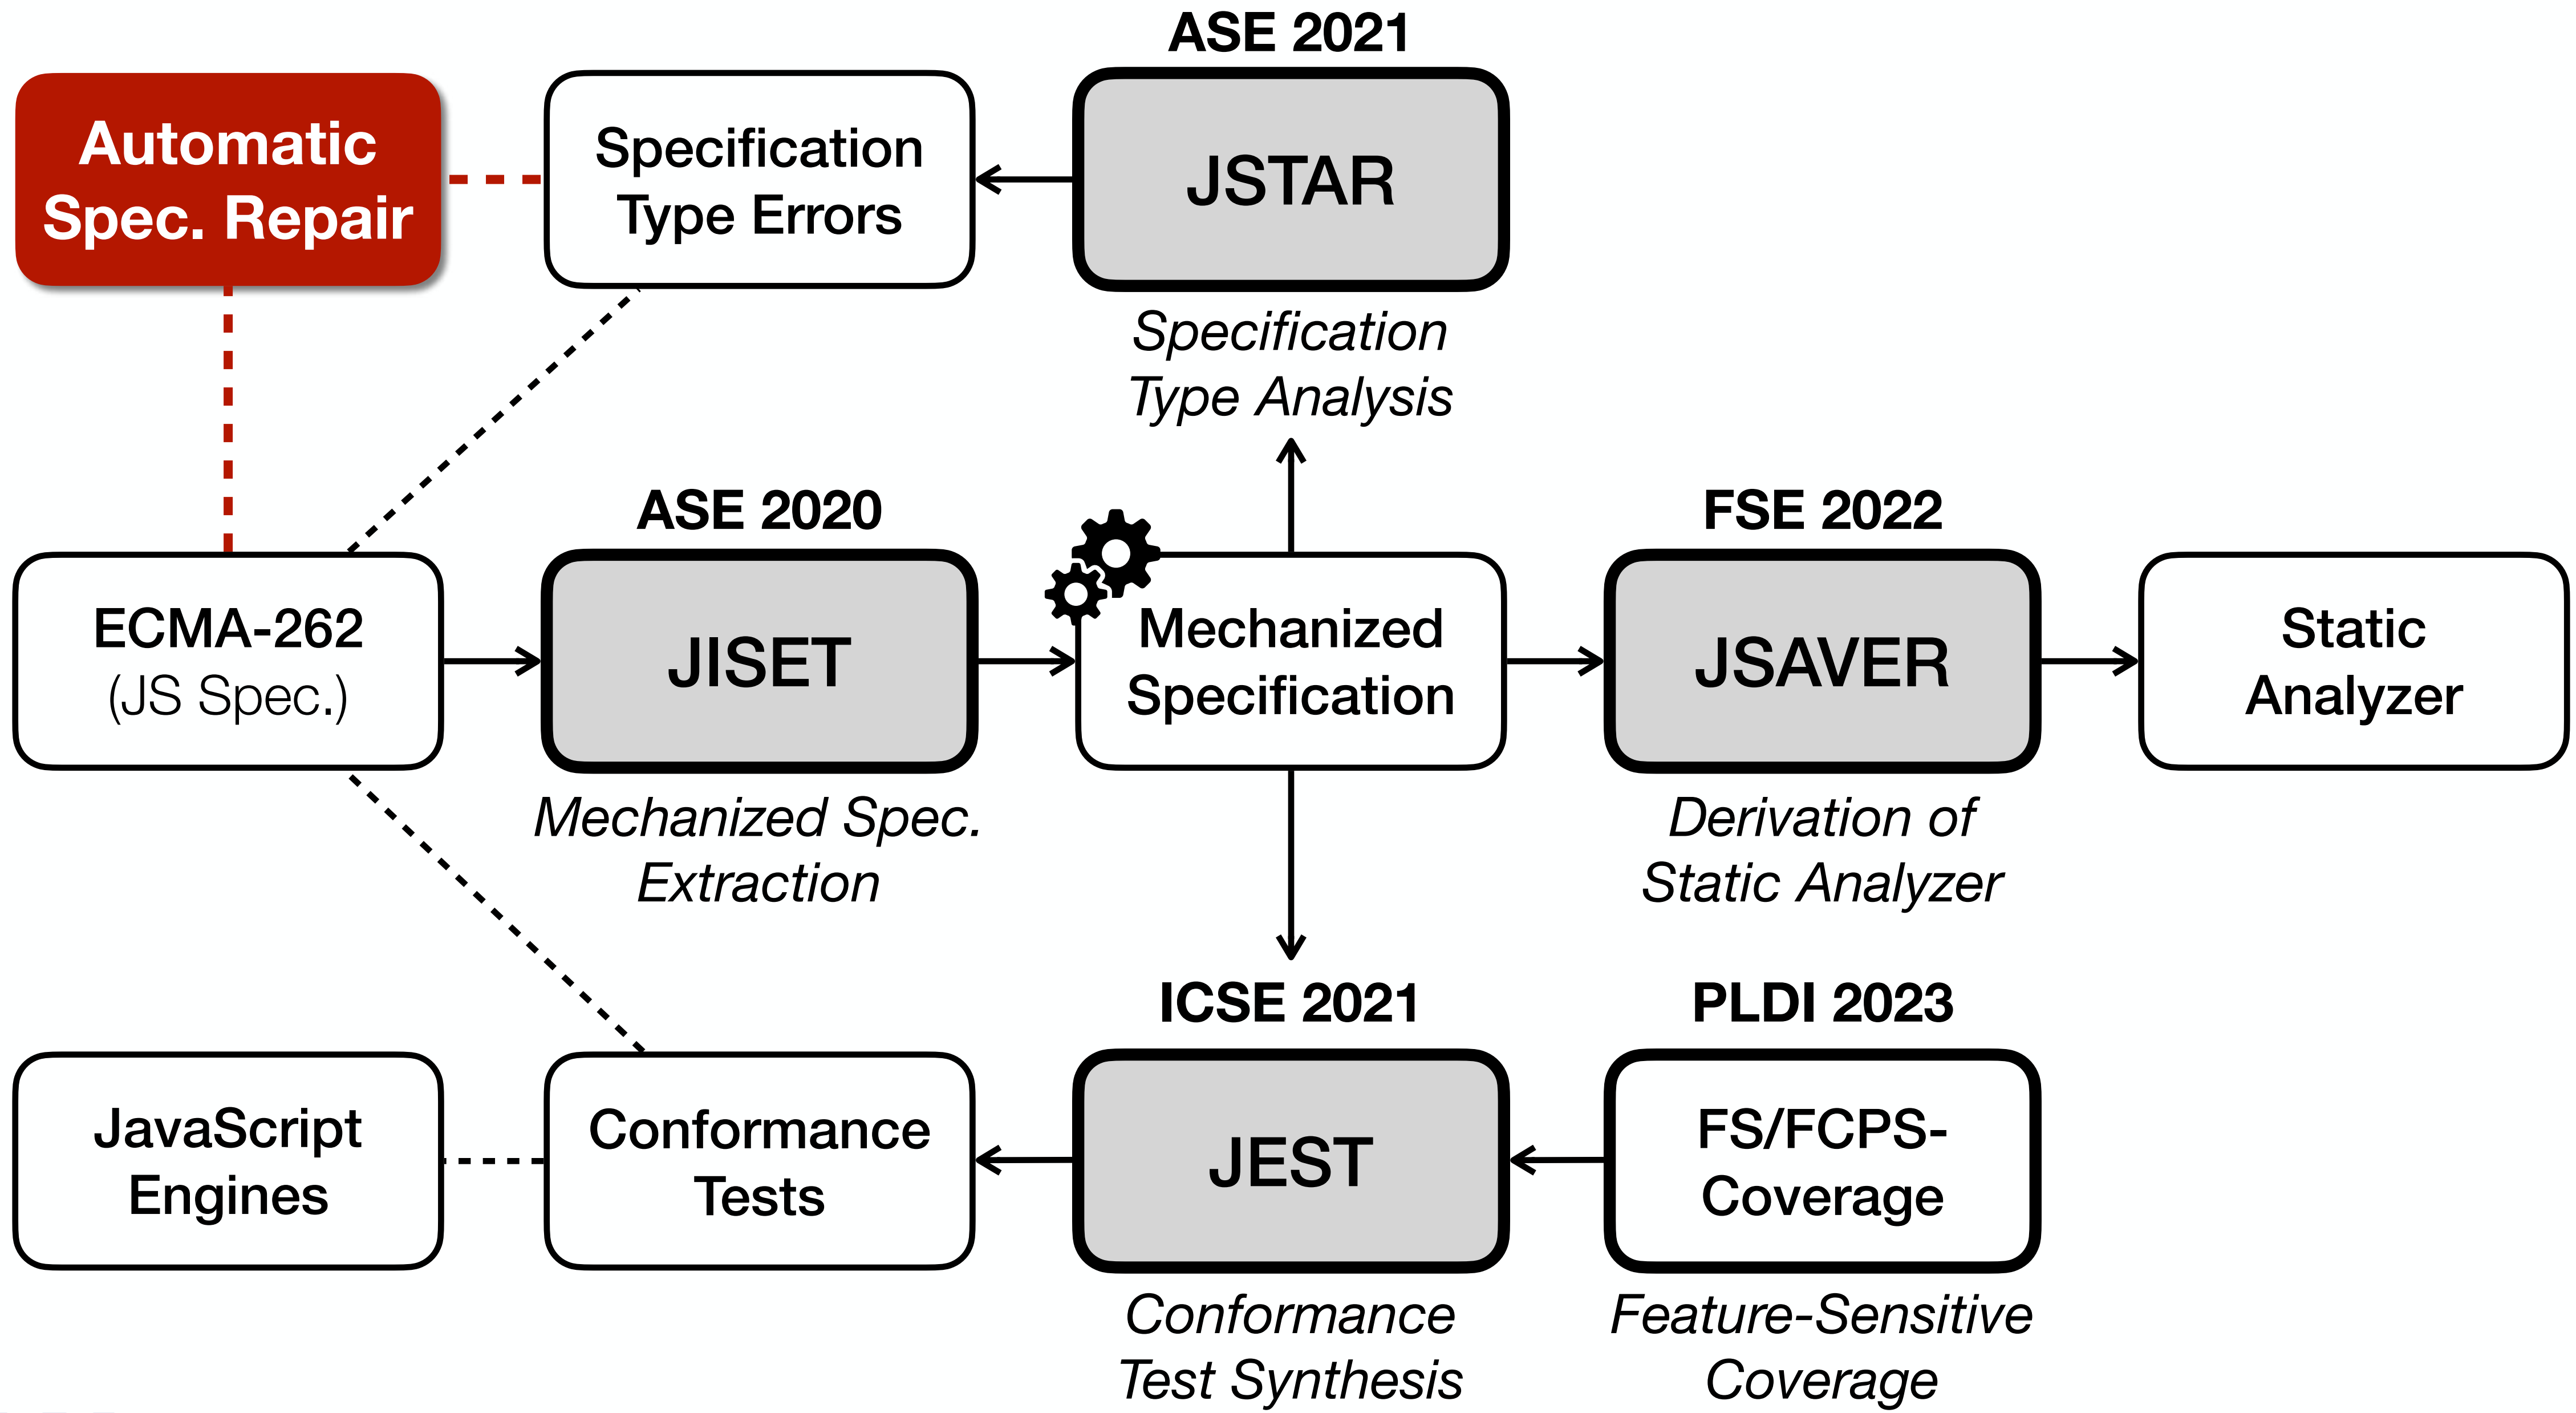 ASE 2021
Automatic
Spec. Repair
Specification
Type Errors
JSTAR
Specification
Type Analysis
ASE 2020
FSE 2022
ECMA-262
(JS Spec.)
JISET
Mechanized
Specification
JSAVER
Static
Analyzer
Mechanized Spec.
Extraction
Derivation of
Static Analyzer
ICSE 2021
PLDI 2023
JavaScript
Engines
Conformance
Tests
JEST
FS/FCPS-
Coverage
Conformance
Test Synthesis
Feature-Sensitive
Coverage